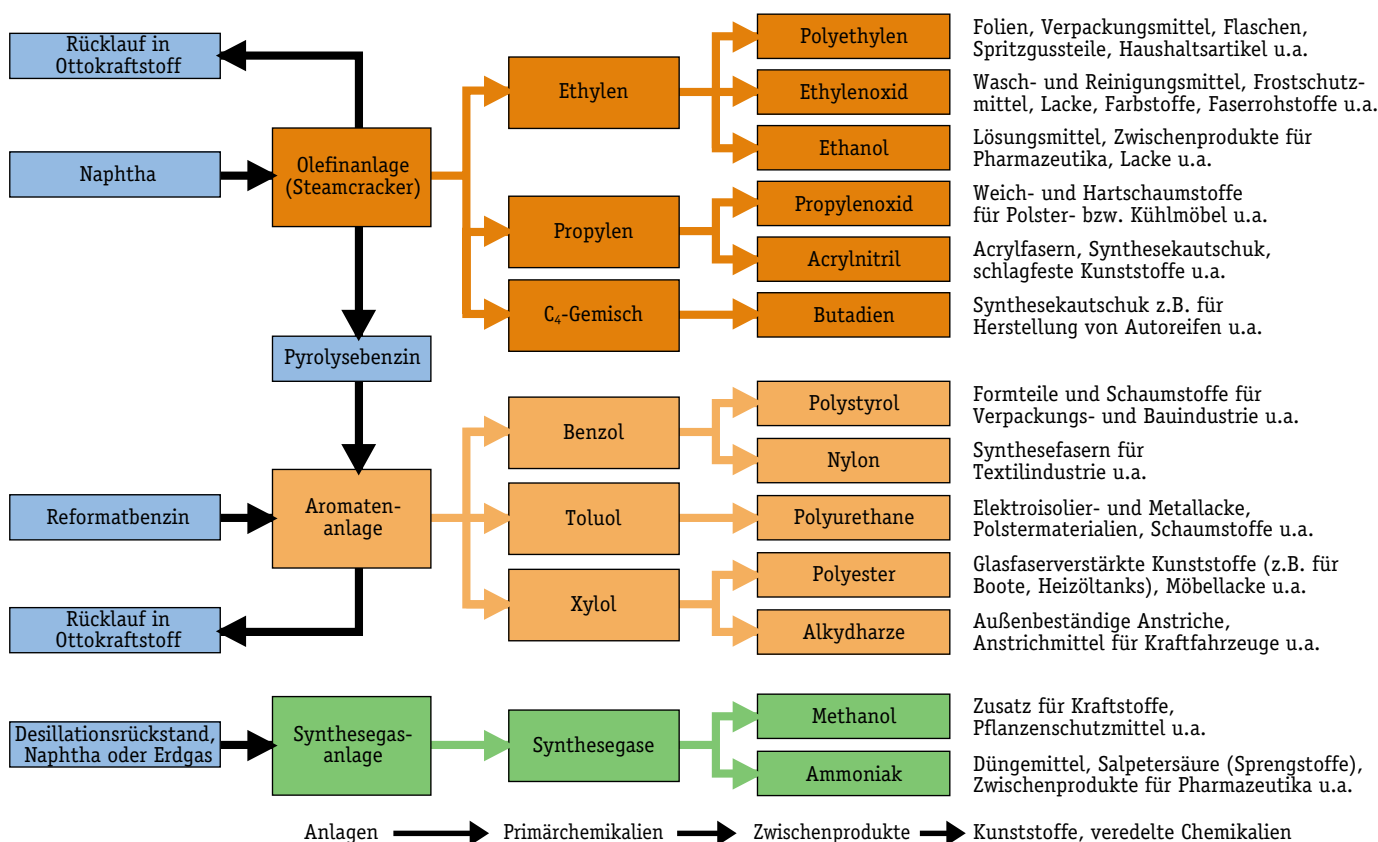 Rücklauf in
Ottokraftstoff
Naphtha
Olefinanlage
(Steamcracker)
Pyrolysebenzin
Ethylen
Propylen
C₄-Gemisch
Polyethylen
Folien, Verpackungsmittel, Flaschen,
Spritzgussteile, Haushaltsartikel u.a.
Ethylenoxid
Wasch- und Reinigungsmittel, Frostschutz-
mittel, Lacke, Farbstoffe, Faserrohstoffe u.a.
Ethanol
Lösungsmittel, Zwischenprodukte für
Pharmazeutika, Lacke u.a.
Propylenoxid
Weich- und Hartschaumstoffe
für Polster- bzw. Kühlmöbel u.a.
Acrylnitril
Acrylfasern, Synthesekautschuk,
schlagfeste Kunststoffe u.a.
Butadien
Synthesekautschuk z.B. für
Herstellung von Autoreifen u.a.
Reformatbenzin
Rücklauf in
Ottokraftstoff
Aromaten-
anlage
Benzol
Toluol
Xylol
Polystyrol
Formteile und Schaumstoffe für
Verpackungs- und Bauindustrie u.a.
Nylon
Synthesefasern für
Textilindustrie u.a.
Polyurethane
Elektroisolier- und Metallacke,
Polstermaterialien, Schaumstoffe u.a.
Polyester
Glasfaserverstärkte Kunststoffe (z.B. für
Boote, Heizöltanks), Möbellacke u.a.
Alkydharze
Außenbeständige Anstriche,
Anstrichmittel für Kraftfahrzeuge u.a.
Desillationsrückstand,
Naphtha oder Erdgas
Synthesegas-
anlage
Synthesegase
Methanol
Zusatz für Kraftstoffe,
Pflanzenschutzmittel u.a.
Ammoniak
Düngemittel, Salpetersäure (Sprengstoffe),
Zwischenprodukte für Pharmazeutika u.a.
Anlagen Primärchemikalien Zwischenprodukte Kunststoffe, veredelte Chemikalien